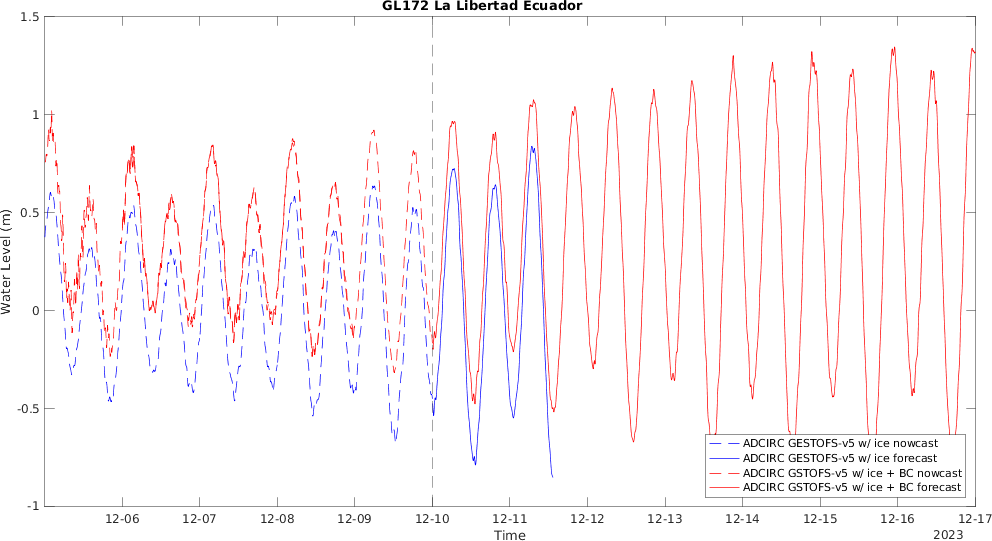 GL172 La Libertad Ecuador
1.5
1
0.5
0
-0.5
-1
Water Level (m)
12-06
12-07
12-08
12-09
12-10
12-11
12-12
12-13
12-14
12-15
12-16
12-17
Time
2023
ADCIRC GESTOFS-v5 w/ ice nowcast
ADCIRC GESTOFS-v5 w/ ice forecast
ADCIRC GSTOFS-v5 w/ ice + BC nowcast
ADCIRC GSTOFS-v5 w/ ice + BC forecast